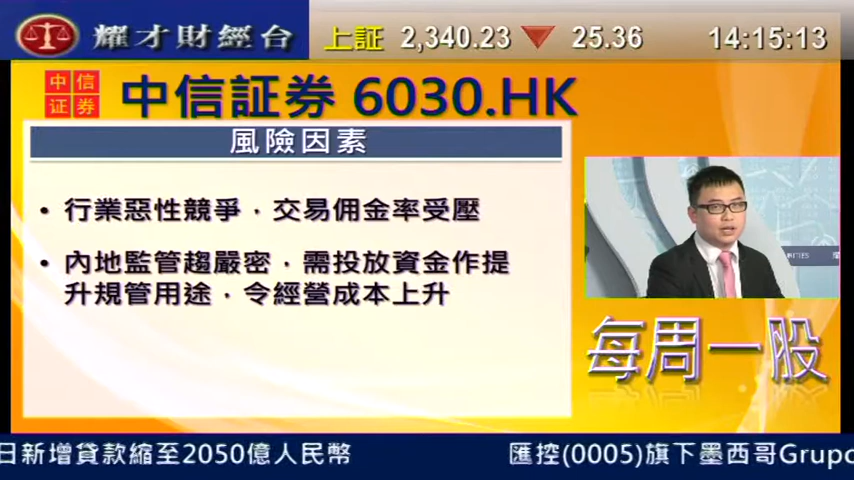 耀才財經台
上証 2,340.23 25.36 14:15:13
中信
证券
中信証券 6030.HK
風險因素
• 行業惡性競爭，交易佣金率受壓
• 內地監管趨嚴密，需投放資金作提
升規管用途，令經營成本上升
每周一股
日新增貸款縮至2050億人民幣 匯控(0005)旗下墨西哥Grupo